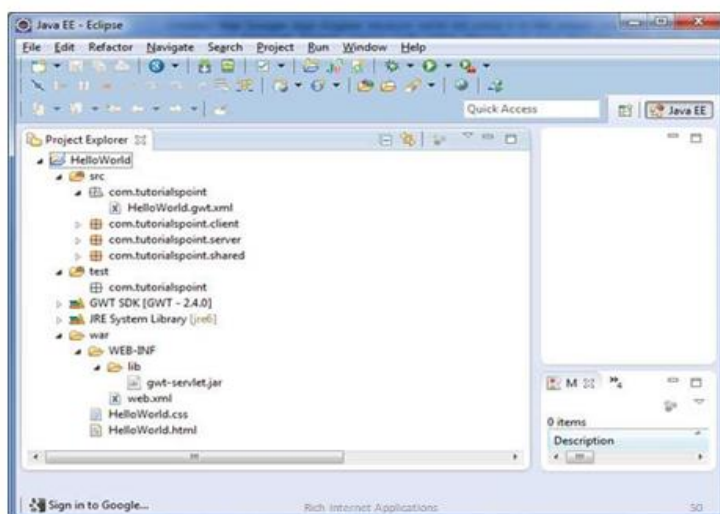 Java EE - Eclipse
File Edit Refactor Navigate Search Project Run Window Help
Quick Access
Java EE
Project Explorer
HelloWorld
src
com.tutorialspoint
HelloWorld.gwt.xml
com.tutorialspoint.client
com.tutorialspoint.server
com.tutorialspoint.shared
test
com.tutorialspoint
GWT SDK [GWT - 2.4.0]
JRE System Library [jre6]
war
WEB-INF
lib
gwt-servlet.jar
web.xml
HelloWorld.css
HelloWorld.html
M
4
0 items
Description
Sign in to Google...
Rich Internet Applications
50